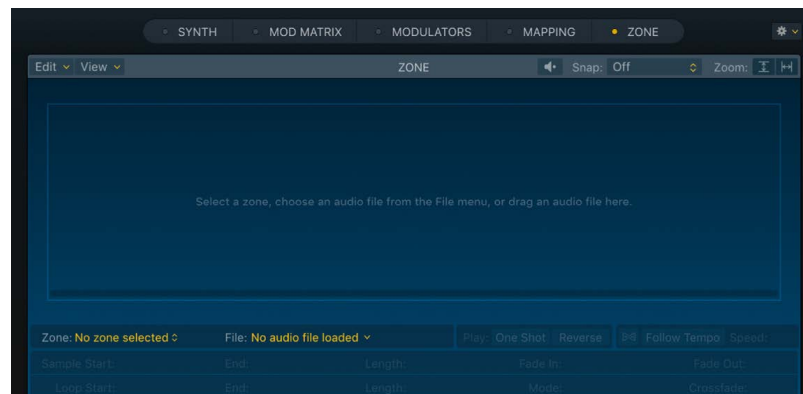 SYNTH MOD MATRIX MODULATORS MAPPING ZONE
Edit View ZONE Snap: Off Zoom:
Select a zone, choose an audio file from the File menu, or drag an audio file here.
Zone: No zone selected File: No audio file loaded Play: One Shot Reverse Follow Tempo Speed:
Sample Start: End: Length: Fade In: Fade Out:
Loop Start: End: Length: Mode: Crossfade: